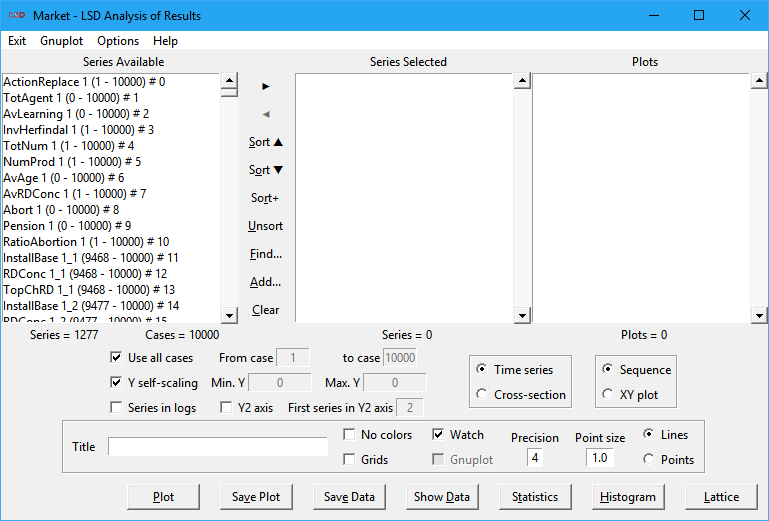 LSD Market - LSD Analysis of Results
Exit Gnuplot Options Help
Series Available Series Selected Plots
ActionReplace 1 (1 - 10000) # 0
TotAgent 1 (0 - 10000) # 1
AvLearning 1 (0 - 10000) # 2
InvHerfindal 1 (1 - 10000) # 3
TotNum 1 (1 - 10000) # 4
NumProd 1 (1 - 10000) # 5
AvAge 1 (0 - 10000) # 6
AvRDConc 1 (1 - 10000) # 7
Abort 1 (0 - 10000) # 8
Pension 1 (0 - 10000) # 9
RatioAbortion 1 (1 - 10000) # 10
InstallBase 1_1 (9468 - 10000) # 11
RDConc 1_1 (9468 - 10000) # 12
TopChRD 1_1 (9468 - 10000) # 13
InstallBase 1_2 (9477 - 10000) # 14
RDConc 1_2 (9477 - 10000) # 15
Sort ▲
Sort ▼
Sort+
Unsort
Find...
Add...
Clear
Series = 1277 Cases = 10000 Series = 0 Plots = 0
Use all cases From case 1 to case 10000
Y self-scaling Min. Y 0 Max. Y 0
Series in logs Y2 axis First series in Y2 axis 2
Time series
Cross-section
Sequence
XY plot
Title
No colors Watch Precision Point size Lines
Grids Gnuplot 4 1.0 Points
Plot Save Plot Save Data Show Data Statistics Histogram Lattice